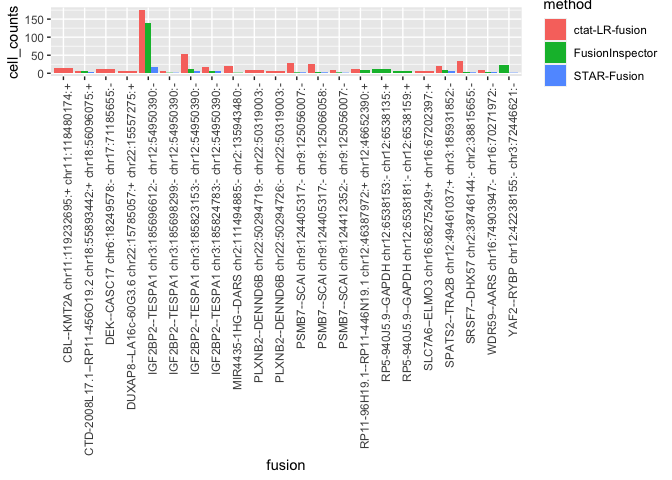 method
ctat-LR-fusion
FusionInspector
STAR-Fusion
cell_counts
150
100
50
0
CBL--KMT2A chr11:119232695:+ chr11:118480174:+
CTD-2008L17.1--RP11-456O19.2 chr18:55893442:+ chr18:56096075:+
DEK--CASC17 chr6:18249578:- chr17:71185655:-
DUXAP8--LA16c-60G3.6 chr22:15785057:+ chr22:15557275:+
IGF2BP2--TESPA1 chr3:185696612:- chr12:54950390:-
IGF2BP2--TESPA1 chr3:185698299:- chr12:54950390:-
IGF2BP2--TESPA1 chr3:185823153:- chr12:54950390:-
IGF2BP2--TESPA1 chr3:185824783:- chr12:54950390:-
MIR4435-1HG--DARS chr2:111494885:- chr2:135943480:-
PLXNB2--DENND6B chr22:50294719:- chr22:50319003:-
PLXNB2--DENND6B chr22:50294726:- chr22:50319003:-
PSMB7--SCAI chr9:124405317:- chr9:125056007:-
PSMB7--SCAI chr9:124405317:- chr9:125066058:-
PSMB7--SCAI chr9:124412352:- chr9:125056007:-
RP11-96H19.1--RP11-446N19.1 chr12:46387972:+ chr12:46652390:+
RP5-940J5.9--GAPDH chr12:6538153:- chr12:6538135:+
RP5-940J5.9--GAPDH chr12:6538181:- chr12:6538159:+
SLC7A6--ELMO3 chr16:68275249:+ chr16:67202397:+
SPATS2--TRA2B chr12:49461037:+ chr3:185931852:-
SRSF7--DHX57 chr2:38746144:- chr2:38815655:-
WDR59--AARS chr16:74903947:- chr16:70271972:-
YAF2--RYBP chr12:42238155:- chr3:72446621:-
fusion